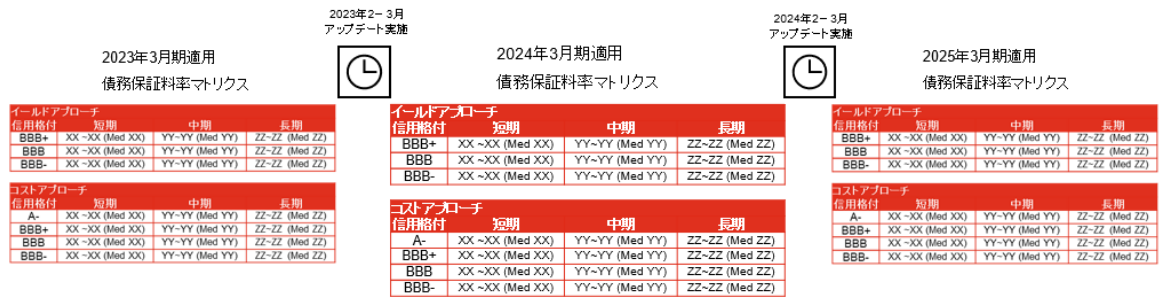 2023年2－3月
アップデート実施
2023年3月期適用
債務保証料率マトリクス
イールドアプローチ
信用格付 短期 中期 長期
BBB+ XX ~XX (Med XX) YY~YY (Med YY) ZZ~ZZ (Med ZZ)
BBB XX ~XX (Med XX) YY~YY (Med YY) ZZ~ZZ (Med ZZ)
BBB- XX ~XX (Med XX) YY~YY (Med YY) ZZ~ZZ (Med ZZ)
コストアプローチ
信用格付 短期 中期 長期
A- XX ~XX (Med XX) YY~YY (Med YY) ZZ~ZZ (Med ZZ)
BBB+ XX ~XX (Med XX) YY~YY (Med YY) ZZ~ZZ (Med ZZ)
BBB XX ~XX (Med XX) YY~YY (Med YY) ZZ~ZZ (Med ZZ)
BBB- XX ~XX (Med XX) YY~YY (Med YY) ZZ~ZZ (Med ZZ)
2024年3月期適用
債務保証料率マトリクス
イールドアプローチ
信用格付 短期 中期 長期
BBB+ XX ~XX (Med XX) YY~YY (Med YY) ZZ~ZZ (Med ZZ)
BBB XX ~XX (Med XX) YY~YY (Med YY) ZZ~ZZ (Med ZZ)
BBB- XX ~XX (Med XX) YY~YY (Med YY) ZZ~ZZ (Med ZZ)
コストアプローチ
信用格付 短期 中期 長期
A- XX ~XX (Med XX) YY~YY (Med YY) ZZ~ZZ (Med ZZ)
BBB+ XX ~XX (Med XX) YY~YY (Med YY) ZZ~ZZ (Med ZZ)
BBB XX ~XX (Med XX) YY~YY (Med YY) ZZ~ZZ (Med ZZ)
BBB- XX ~XX (Med XX) YY~YY (Med YY) ZZ~ZZ (Med ZZ)
2024年2－3月
アップデート実施
2025年3月期適用
債務保証料率マトリクス
イールドアプローチ
信用格付 短期 中期 長期
BBB+ XX ~XX (Med XX) YY~YY (Med YY) ZZ~ZZ (Med ZZ)
BBB XX ~XX (Med XX) YY~YY (Med YY) ZZ~ZZ (Med ZZ)
BBB- XX ~XX (Med XX) YY~YY (Med YY) ZZ~ZZ (Med ZZ)
コストアプローチ
信用格付 短期 中期 長期
A- XX ~XX (Med XX) YY~YY (Med YY) ZZ~ZZ (Med ZZ)
BBB+ XX ~XX (Med XX) YY~YY (Med YY) ZZ~ZZ (Med ZZ)
BBB XX ~XX (Med XX) YY~YY (Med YY) ZZ~ZZ (Med ZZ)
BBB- XX ~XX (Med XX) YY~YY (Med YY) ZZ~ZZ (Med ZZ)